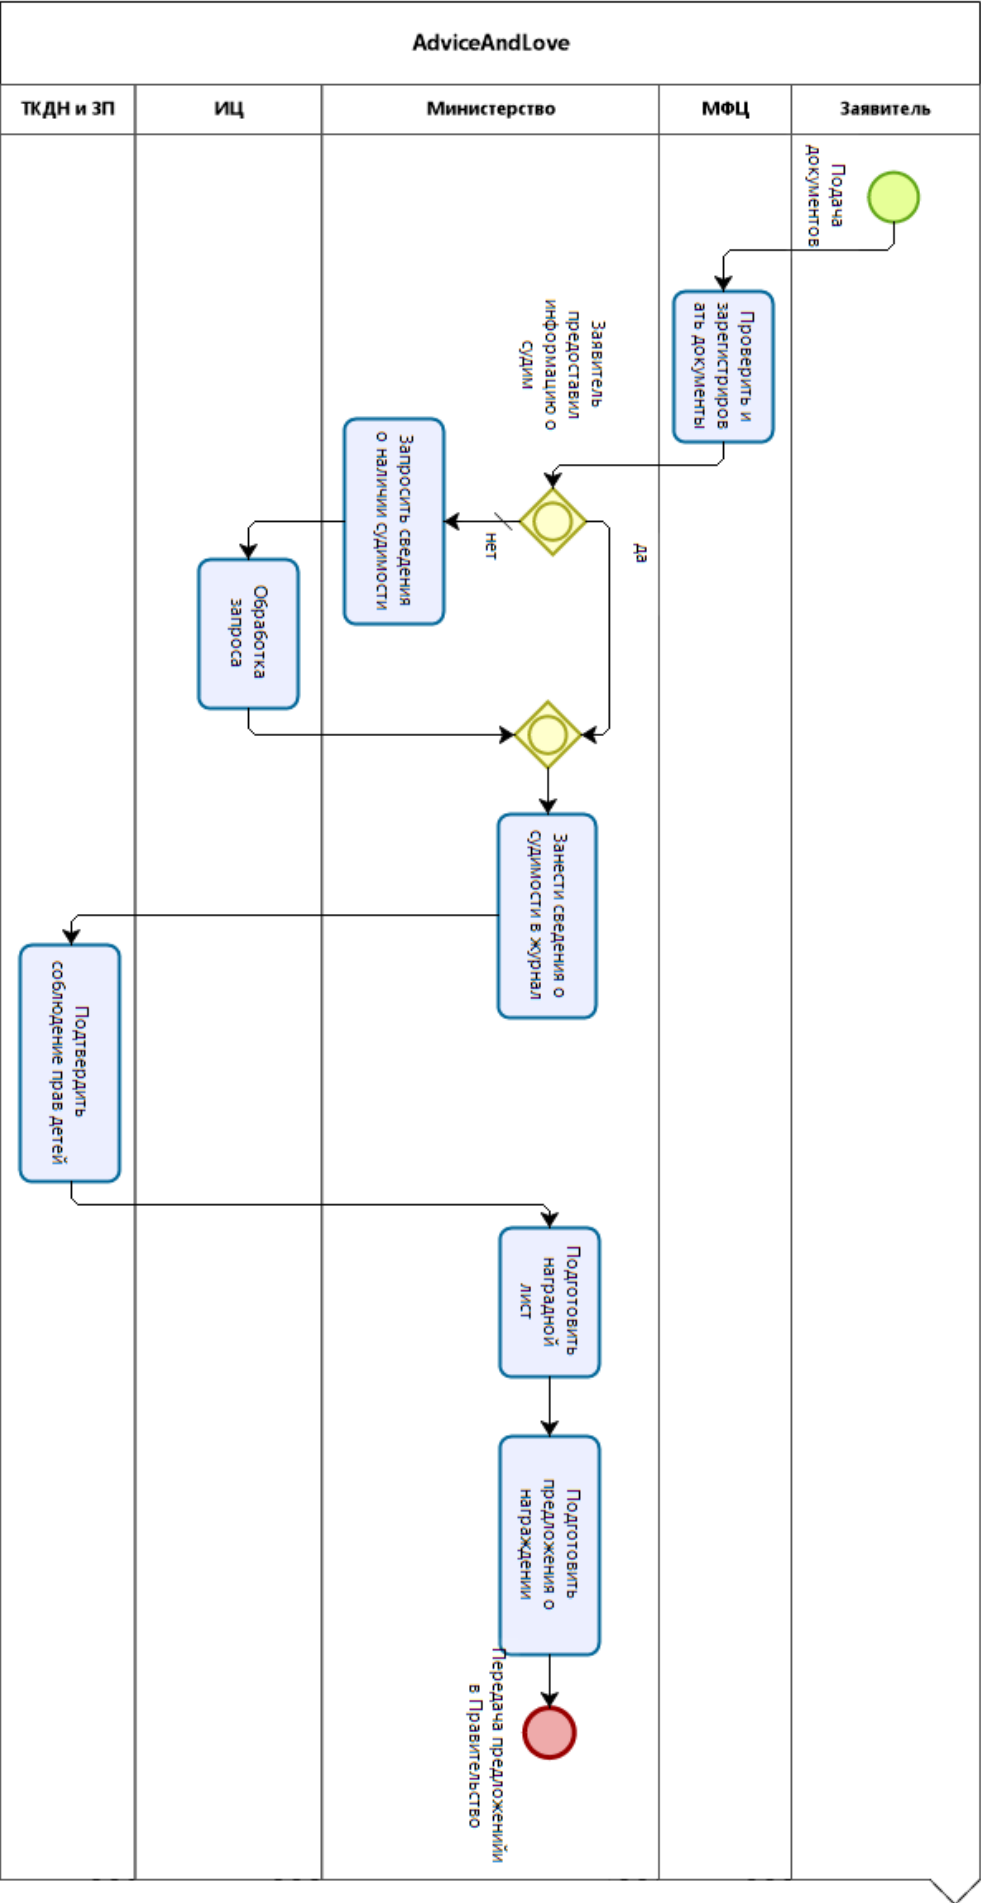 AdviceAndLove
ТКДН и ЗП
ИЦ
Министерство
МФЦ
Заявитель
Подача
документов
Проверить и
зарегистриров
ать документы
Заявитель
предоставил
информацию о
судим
да
нет
Запросить сведения
о наличии судимости
Обработка
запроса
Занести сведения о
судимости в журнал
Подтвердить
соблюдение прав детей
Подготовить
наградной
лист
Подготовить
предложения о
награждении
Передача предложений
в Правительство